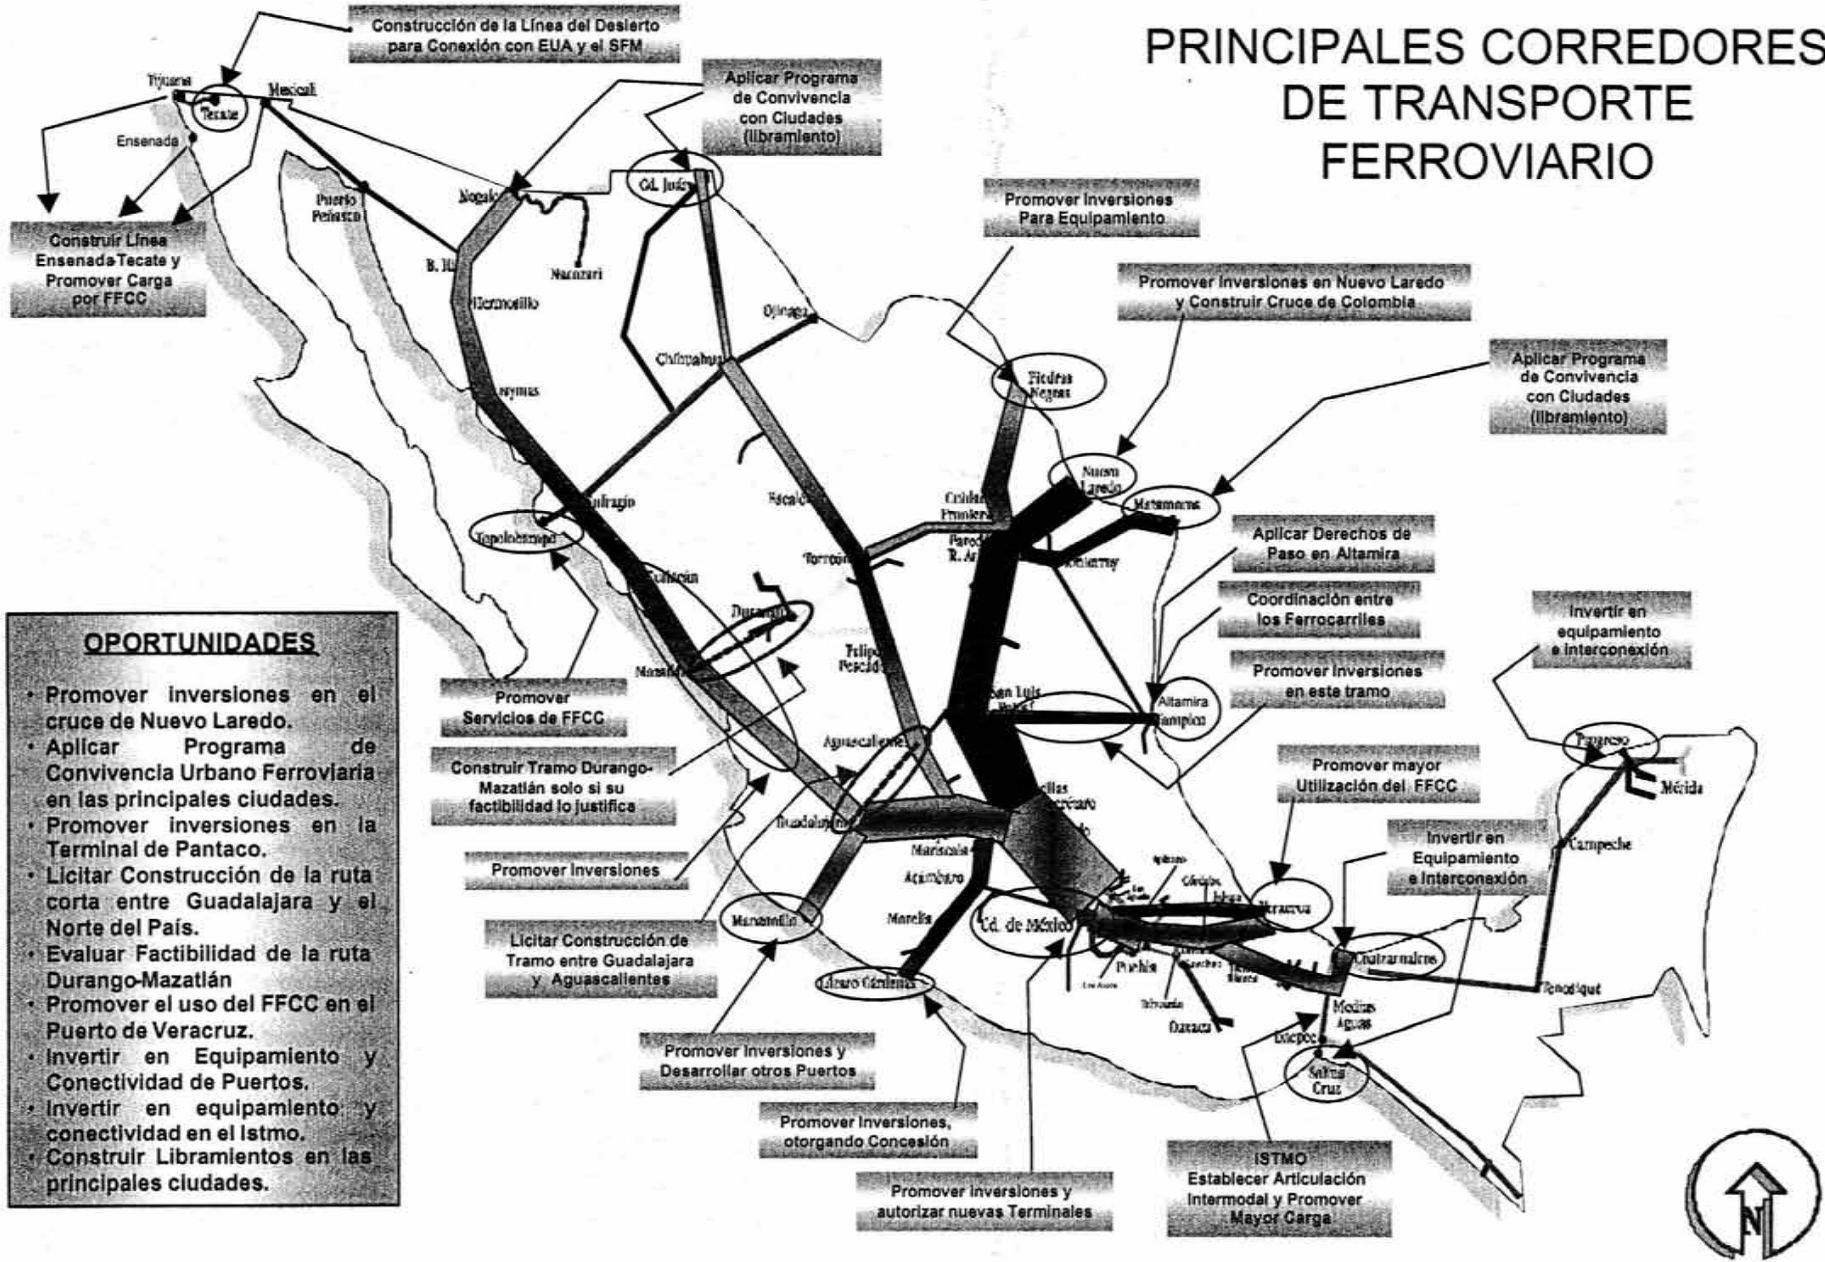 PRINCIPALES CORREDORES
DE TRANSPORTE
FERROVIARIO
Construcción de la Línea del Desierto
para Conexión con EUA y el SFM
Aplicar Programa
de Convivencia
con Ciudades
(libramiento)
Promover Inversiones
Para Equipamiento
Promover Inversiones en Nuevo Laredo
y Construir Cruce de Colombia
Aplicar Programa
de Convivencia
con Ciudades
(libramiento)
Aplicar Derechos de
Paso en Altamira
Coordinación entre
los Ferrocarriles
Promover Inversiones
en este tramo
Invertir en
equipamiento
e Interconexión
Promover mayor
Utilización del FFCC
Invertir en
Equipamiento
e Interconexión
Construir Línea
Ensenada-Tecate y
Promover Carga
por FFCC
Promover
Servicios de FFCC
Construir Tramo Durango-
Mazatlán solo si su
factibilidad lo justifica
Promover Inversiones
Licitar Construcción de
Tramo entre Guadalajara
y Aguascalientes
Promover Inversiones y
Desarrollar otros Puertos
Promover Inversiones,
otorgando Concesión
Promover Inversiones y
autorizar nuevas Terminales
ISTMO
Establecer Articulación
Intermodal y Promover
Mayor Carga
OPORTUNIDADES
· Promover inversiones en el
cruce de Nuevo Laredo.
· Aplicar Programa de
Convivencia Urbano Ferroviaria
en las principales ciudades.
· Promover inversiones en la
Terminal de Pantaco.
· Licitar Construcción de la ruta
corta entre Guadalajara y el
Norte del País.
· Evaluar Factibilidad de la ruta
Durango-Mazatlán
· Promover el uso del FFCC en el
Puerto de Veracruz.
· Invertir en Equipamiento y
Conectividad de Puertos.
· Invertir en equipamiento y
conectividad en el Istmo.
· Construir Libramientos en las
principales ciudades.
Tijuana
Tecate
Mexicali
Ensenada
Puerto
Peñasco
Nacozari
Hermosillo
Ojinaga
Chihuahua
Topolobampo
Piedras
Negras
Nuevo
Laredo
Matamoros
Altamira
Aguascalientes
Manzanillo
Acámbaro
Morelia
Lázaro Cárdenas
Cd. de México
Puebla
Oaxaca
Coatzacoalcos
Medias
Aguas
Ixtepec
Salina
Cruz
Tenosique
Campeche
Progreso
Mérida
N